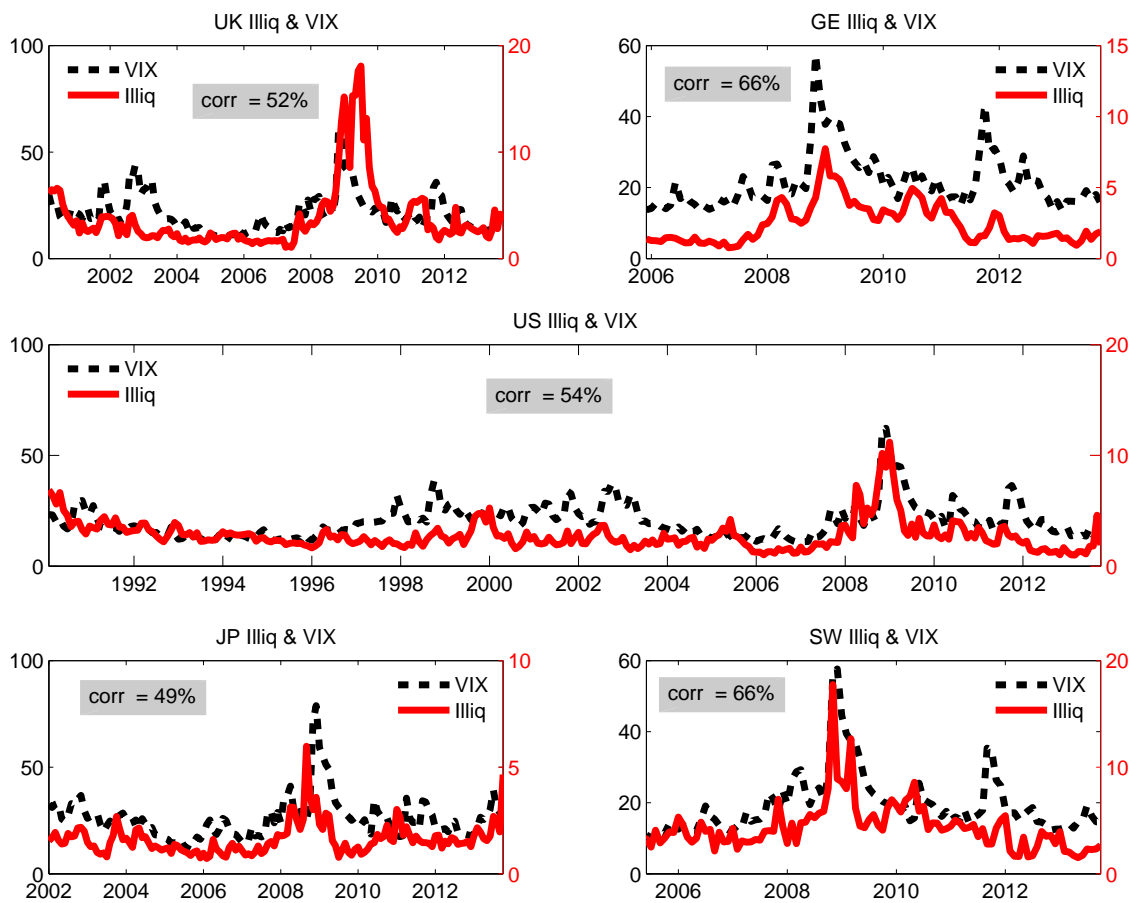 UK Illiq & VIX
100
50
0
20
10
0
VIX
Illiq
corr = 52%
2002 2004 2006 2008 2010 2012
GE Illiq & VIX
60
40
20
0
15
10
5
0
VIX
Illiq
corr = 66%
2006 2008 2010 2012
US Illiq & VIX
100
50
0
20
10
0
VIX
Illiq
corr = 54%
1992 1994 1996 1998 2000 2002 2004 2006 2008 2010 2012
JP Illiq & VIX
100
50
0
10
5
0
VIX
Illiq
corr = 49%
2002 2004 2006 2008 2010 2012
SW Illiq & VIX
60
40
20
0
20
10
0
VIX
Illiq
corr = 66%
2006 2008 2010 2012